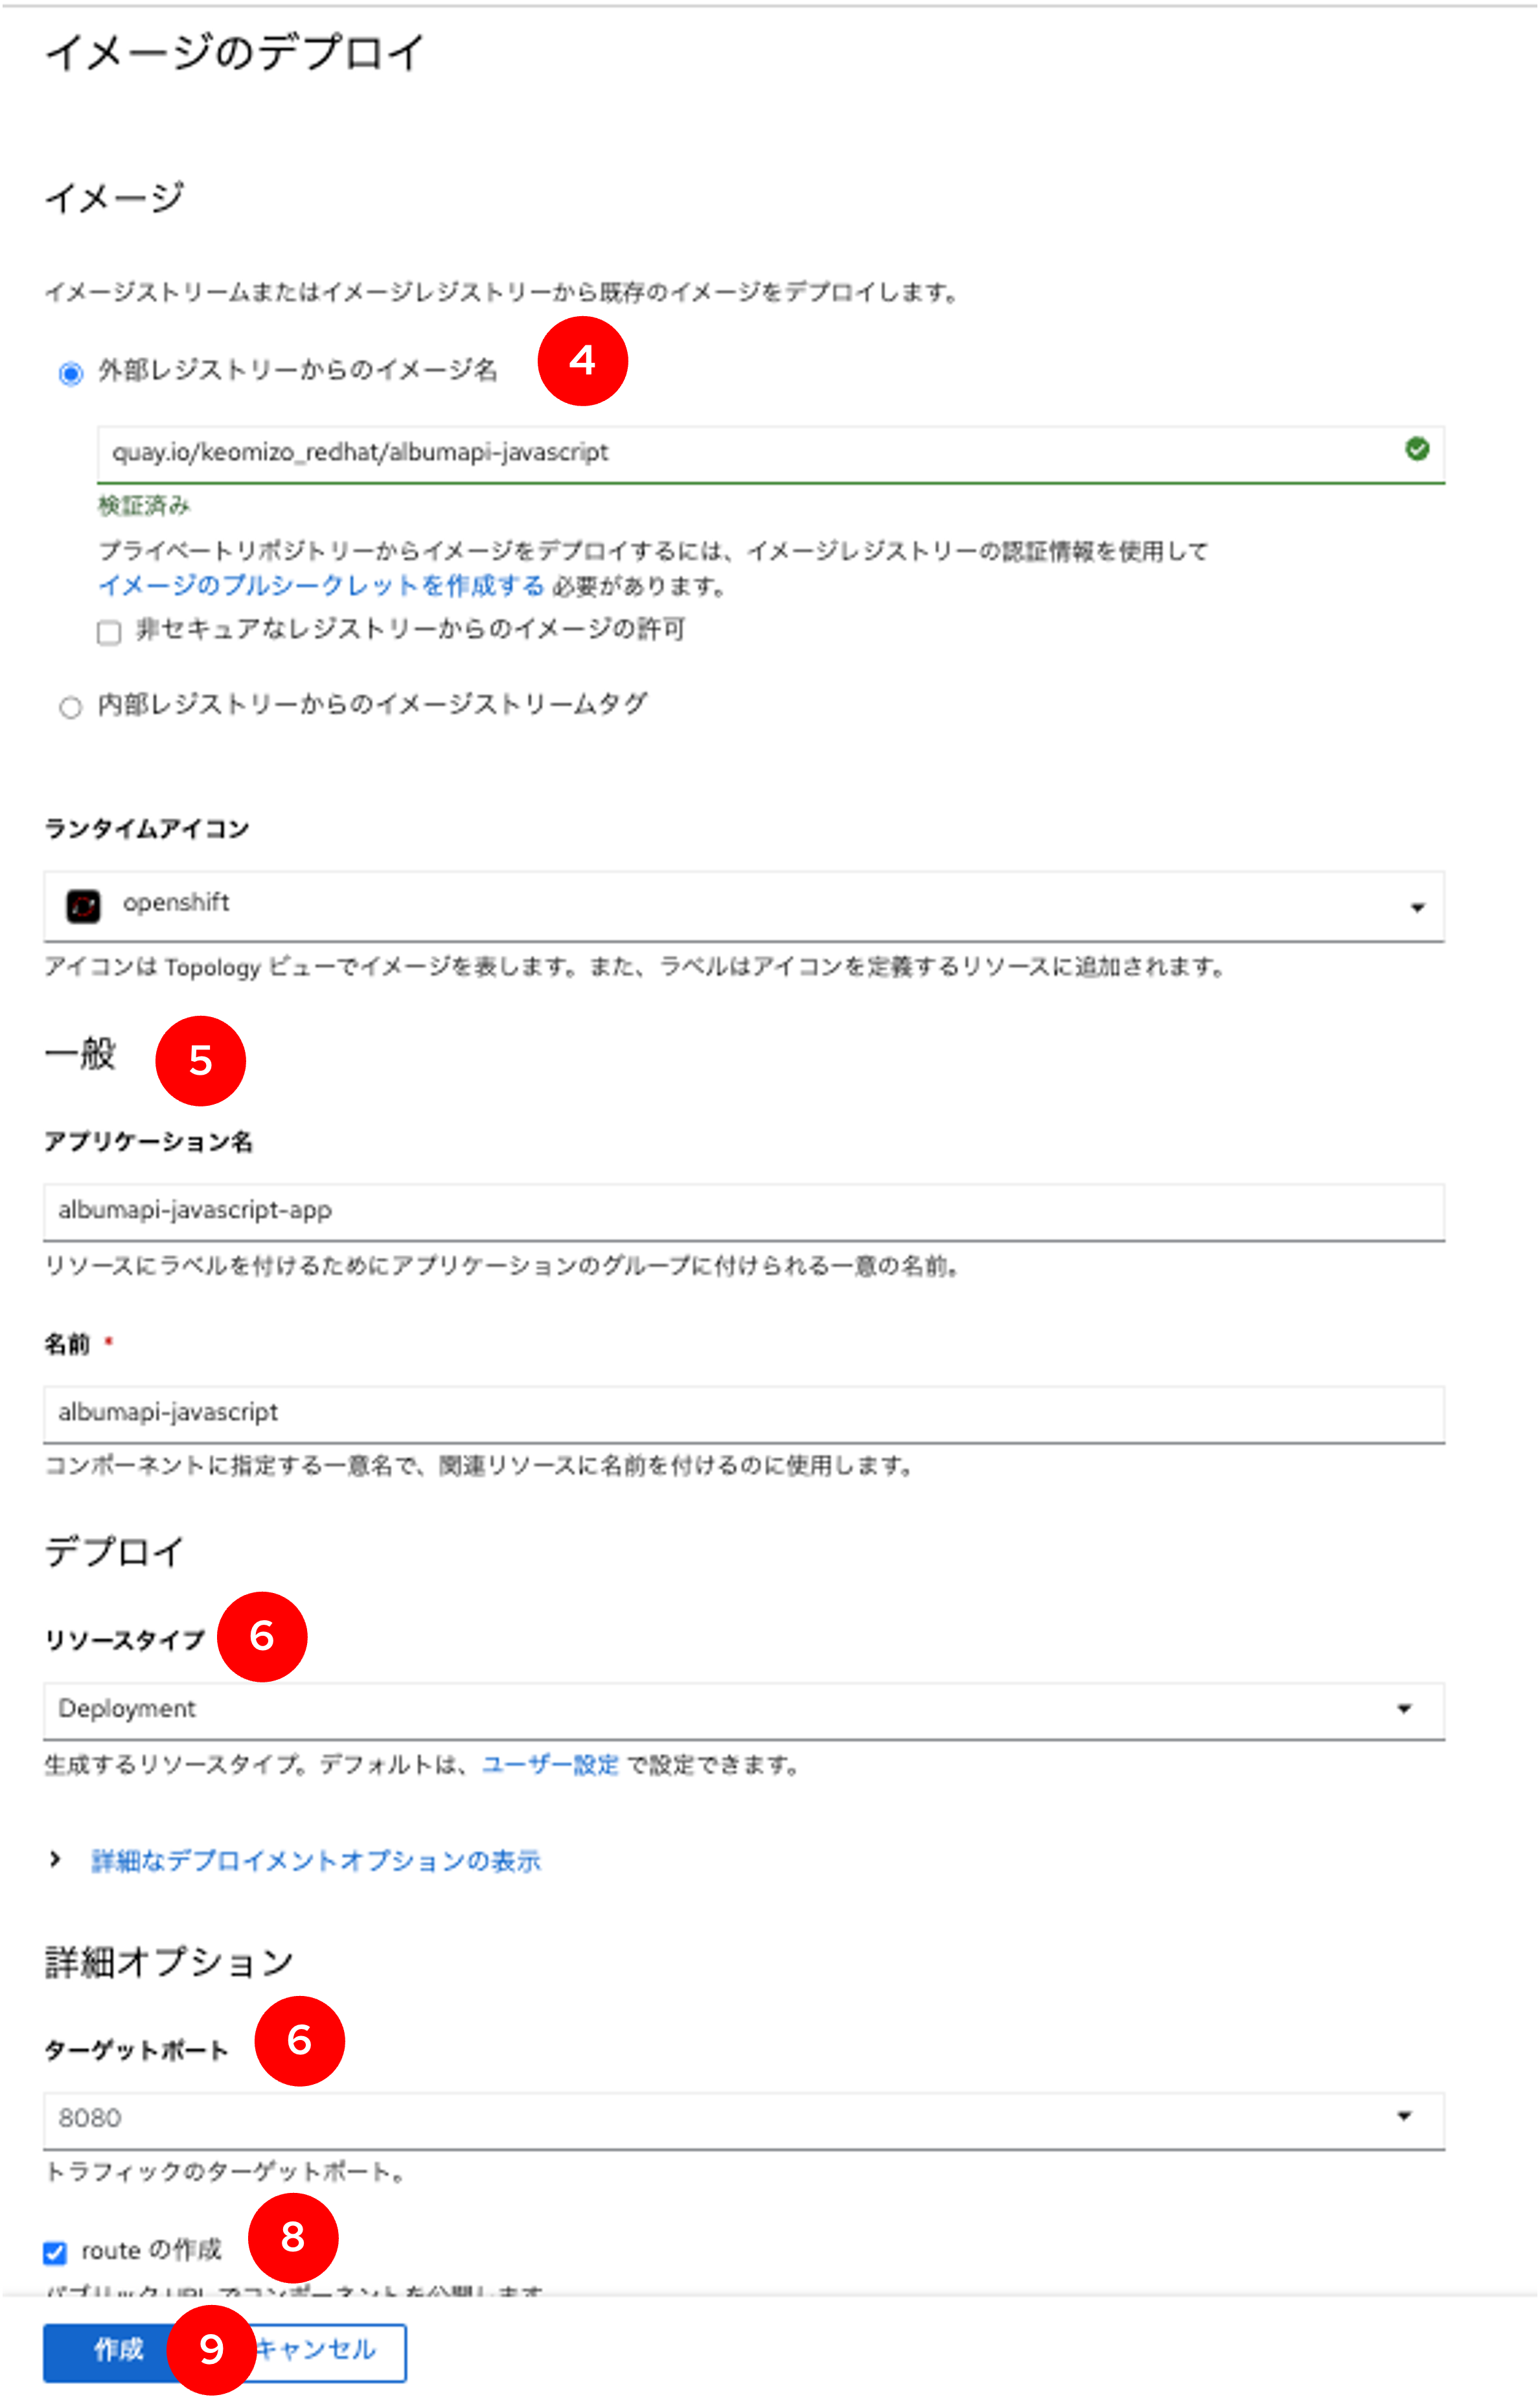 イメージのデプロイ
イメージ
イメージストリームまたはイメージレジストリーから既存のイメージをデプロイします。
外部レジストリーからのイメージ名
4
quay.io/keomizo_redhat/albumapi-javascript
検証済み
プライベートリポジトリーからイメージをデプロイするには、イメージレジストリーの認証情報を使用して
イメージのプルシークレットを作成する 必要があります。
非セキュアなレジストリーからのイメージの許可
内部レジストリーからのイメージストリームタグ
ランタイムアイコン
openshift
アイコンは Topology ビューでイメージを表します。また、ラベルはアイコンを定義するリソースに追加されます。
一般
5
アプリケーション名
albumapi-javascript-app
リソースにラベルを付けるためにアプリケーションのグループに付けられる一意の名前。
名前 *
albumapi-javascript
コンポーネントに指定する一意名で、関連リソースに名前を付けるのに使用します。
デプロイ
リソースタイプ
6
Deployment
生成するリソースタイプ。デフォルトは、ユーザー設定 で設定できます。
詳細なデプロイメントオプションの表示
詳細オプション
ターゲットポート
6
8080
トラフィックのターゲットポート。
route の作成
8
パブリック URL でコンポーネントを公開します
作成
9
キャンセル